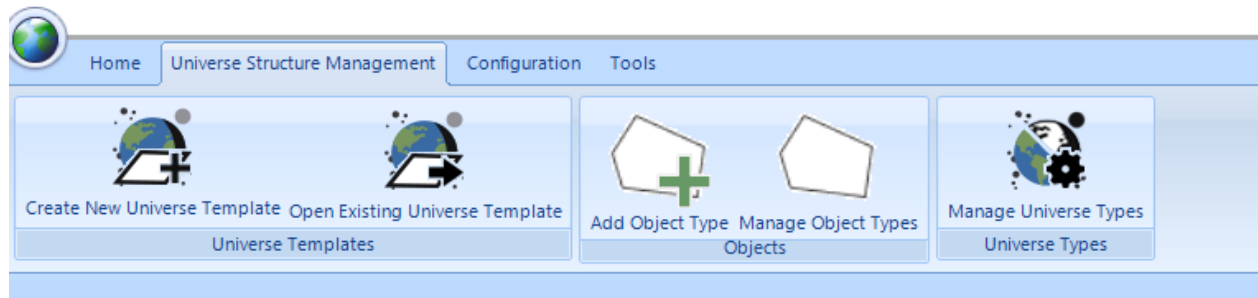 Home Universe Structure Management Configuration Tools
Create New Universe Template Open Existing Universe Template
Universe Templates
Add Object Type Manage Object Types
Objects
Manage Universe Types
Universe Types